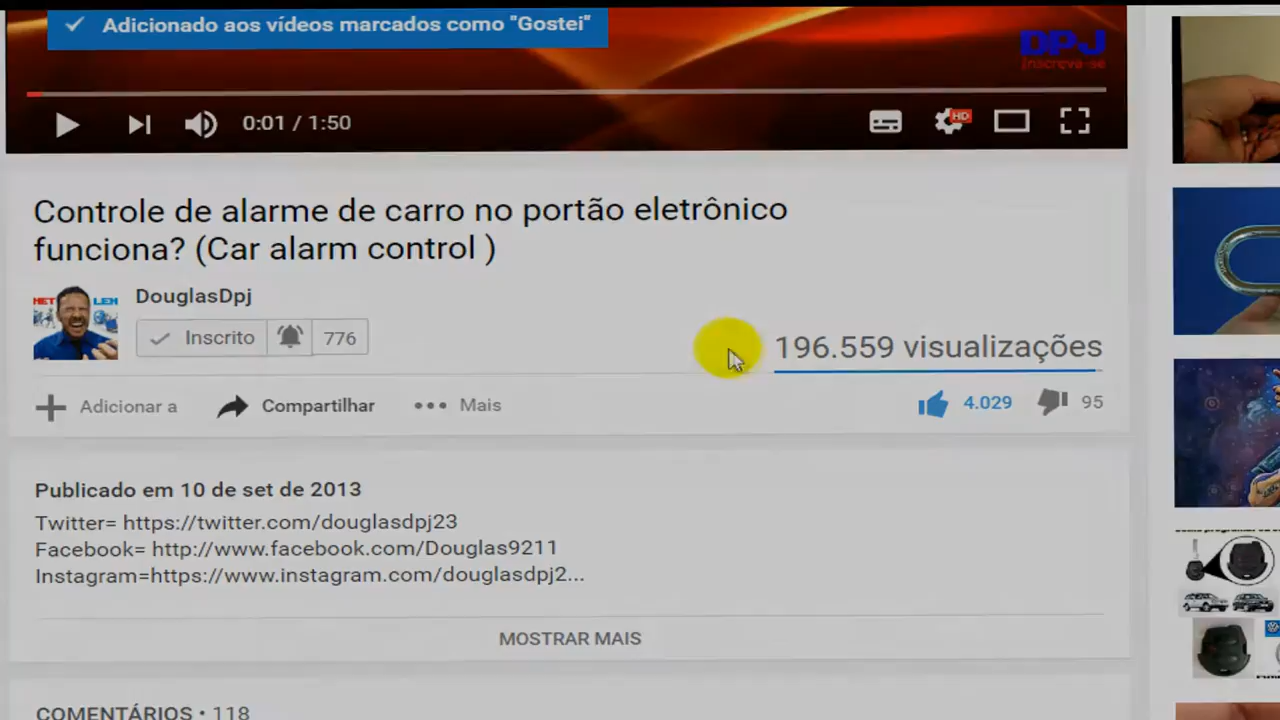 Adicionado aos vídeos marcados como "Gostei"
DPJ
Inscreva-se
0:01 / 1:50
HD
Controle de alarme de carro no portão eletrônico
funciona? (Car alarm control )
DouglasDpj
Inscrito 776
196.559 visualizações
Adicionar a Compartilhar Mais
4.029 95
Publicado em 10 de set de 2013
Twitter= https://twitter.com/douglasdpj23
Facebook= http://www.facebook.com/Douglas9211
Instagram=https://www.instagram.com/douglasdpj2...
MOSTRAR MAIS
COMENTÁRIOS • 118